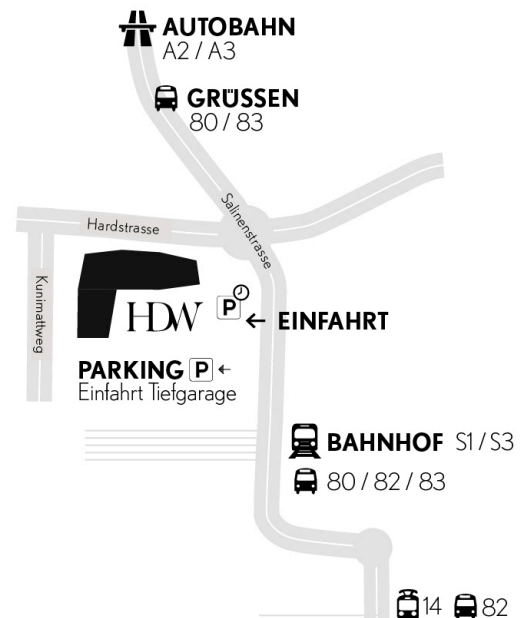 AUTOBAHN
A2 / A3
GRÜSSEN
80 / 83
Salinenstrasse
Hardstrasse
Kunimattweg
HDW
P
← EINFAHRT
PARKING P ←
Einfahrt Tiefgarage
BAHNHOF S1 / S3
80 / 82 / 83
14 82